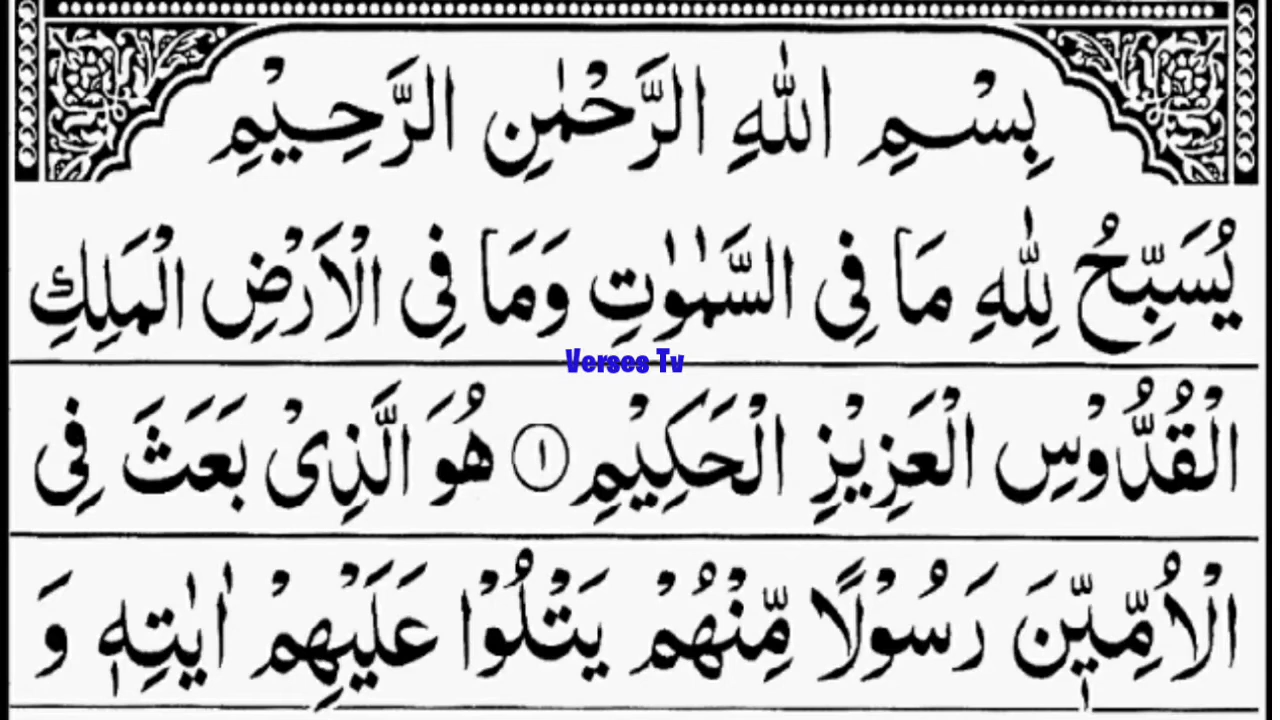 بِسْمِ اللّٰهِ الرَّحْمٰنِ الرَّحِيْمِ
يُسَبِّحُ لِلّٰهِ مَا فِى السَّمٰوٰتِ وَمَا فِى الْاَرْضِ الْمَلِكِ
Verses Tv
الْقُدُّوْسِ الْعَزِيْزِ الْحَكِيْمِ ١ هُوَ الَّذِىْ بَعَثَ فِى
الْاُمِّيّٖنَ رَسُوْلًا مِّنْهُمْ يَتْلُوْا عَلَيْهِمْ اٰيٰتِهٖ وَ